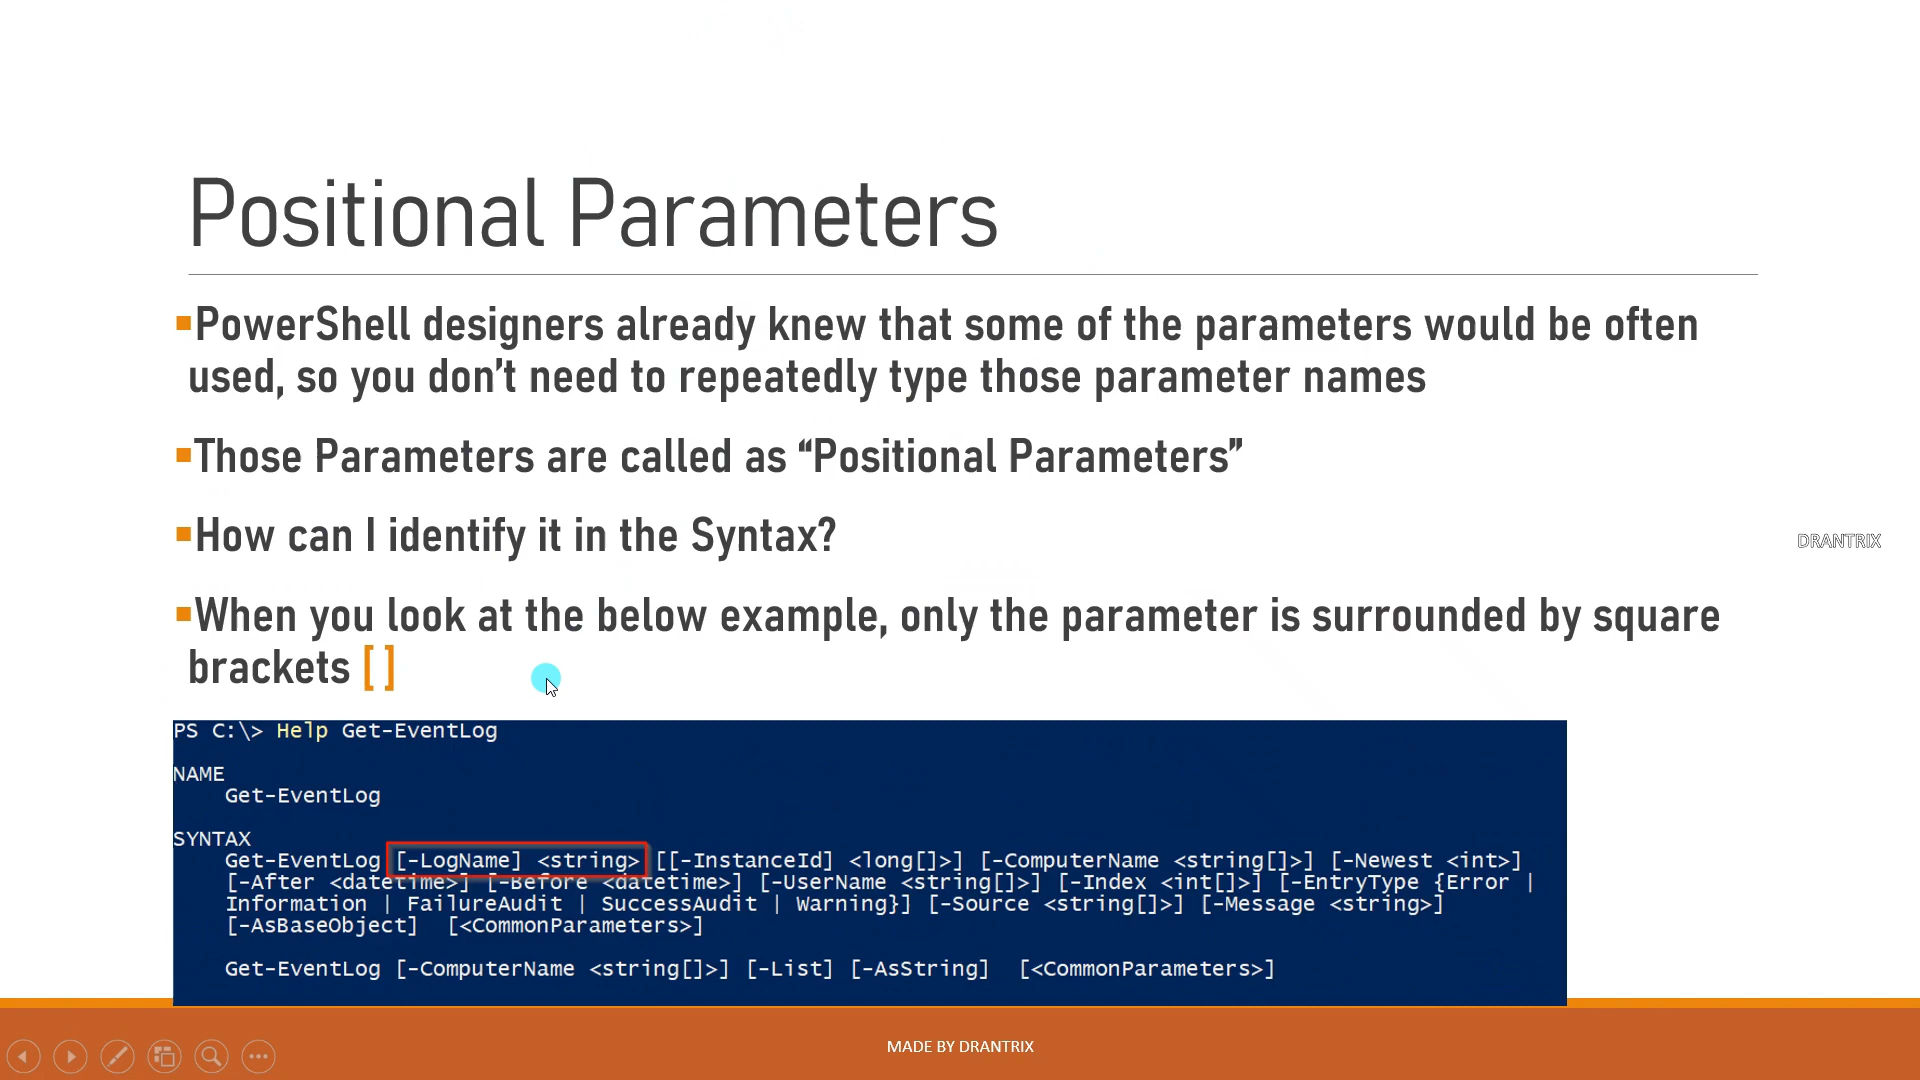 Positional Parameters
▪PowerShell designers already knew that some of the parameters would be often
used, so you don’t need to repeatedly type those parameter names
▪Those Parameters are called as “Positional Parameters”
▪How can I identify it in the Syntax?
▪When you look at the below example, only the parameter is surrounded by square
brackets [ ]
DRANTRIX
PS C:\> Help Get-EventLog
NAME
Get-EventLog
SYNTAX
Get-EventLog [-LogName] <string> [[-InstanceId] <long[]>] [-ComputerName <string[]>] [-Newest <int>]
[-After <datetime>] [-Before <datetime>] [-UserName <string[]>] [-Index <int[]>] [-EntryType {Error |
Information | FailureAudit | SuccessAudit | Warning}] [-Source <string[]>] [-Message <string>]
[-AsBaseObject]  [<CommonParameters>]
Get-EventLog [-ComputerName <string[]>] [-List] [-AsString]  [<CommonParameters>]
MADE BY DRANTRIX